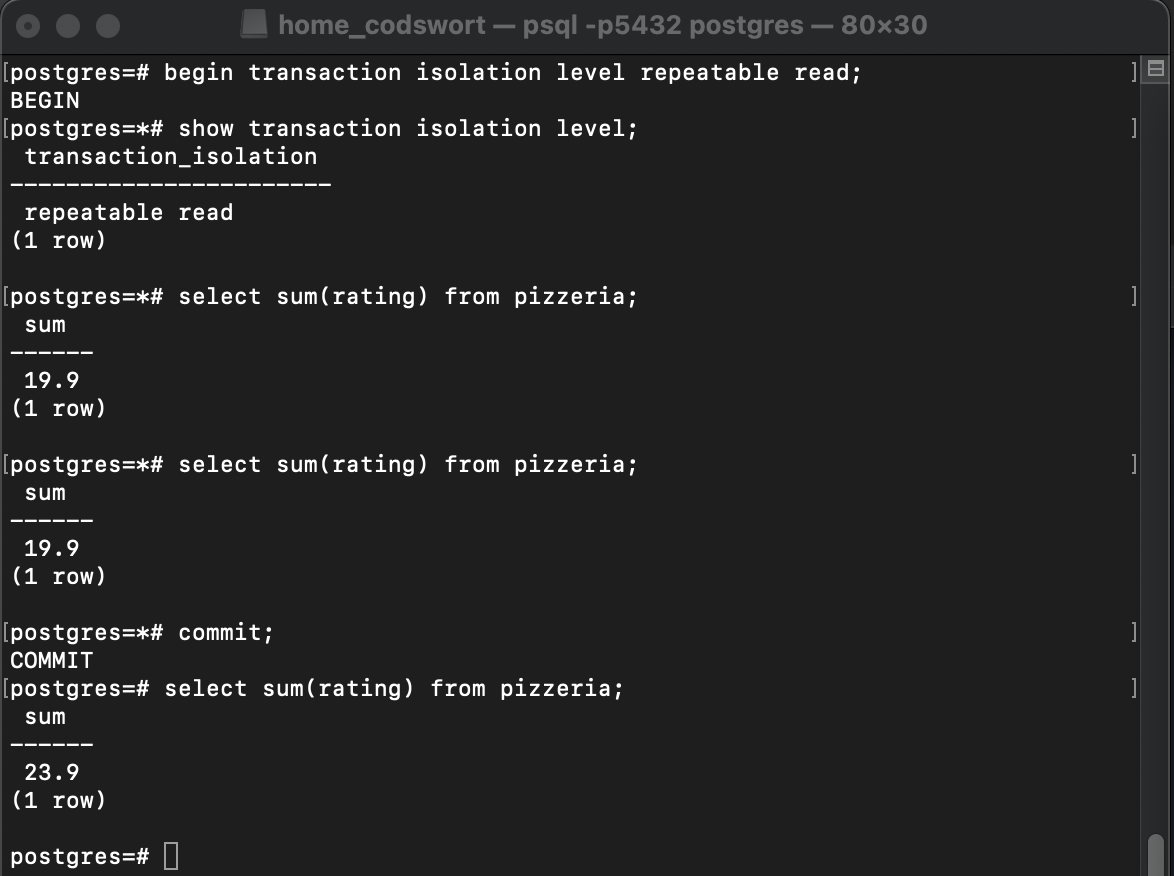 home_codswort — psql -p5432 postgres — 80×30
[postgres=# begin transaction isolation level repeatable read; ]
BEGIN
[postgres=*# show transaction isolation level; ]
 transaction_isolation
-----------------------
 repeatable read
(1 row)

[postgres=*# select sum(rating) from pizzeria; ]
 sum
------
 19.9
(1 row)

[postgres=*# select sum(rating) from pizzeria; ]
 sum
------
 19.9
(1 row)

[postgres=*# commit; ]
COMMIT
[postgres=# select sum(rating) from pizzeria; ]
 sum
------
 23.9
(1 row)

postgres=#